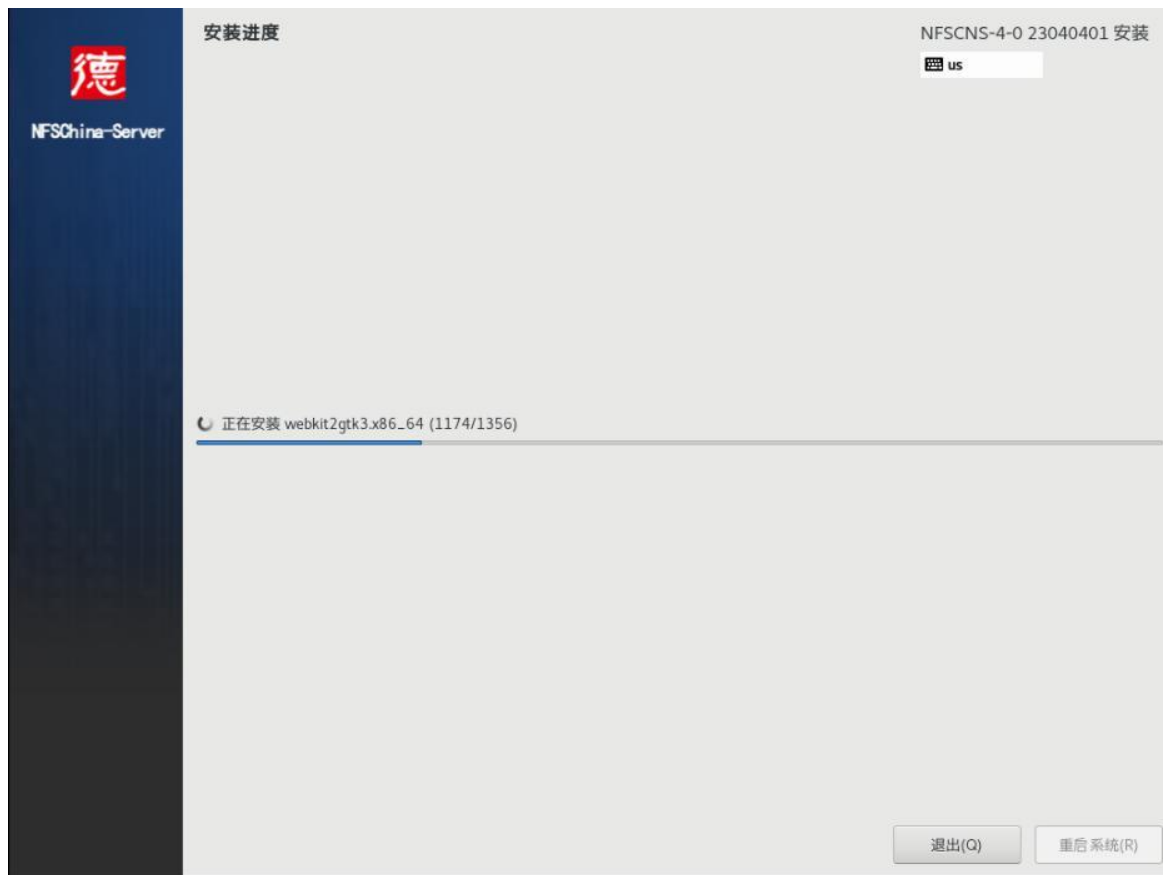 安装进度
NFSCNS-4-0 23040401 安装
us
德
NFSChina-Server
正在安装 webkit2gtk3.x86_64 (1174/1356)
退出(Q)
重启系统(R)